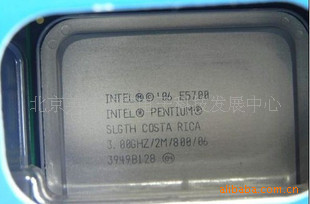 INTEL Ⓜ©'06 E5700
INTEL® PENTIUM®
SLGTH COSTA RICA
3.00GHZ/2M/800/06
北京 发展中心